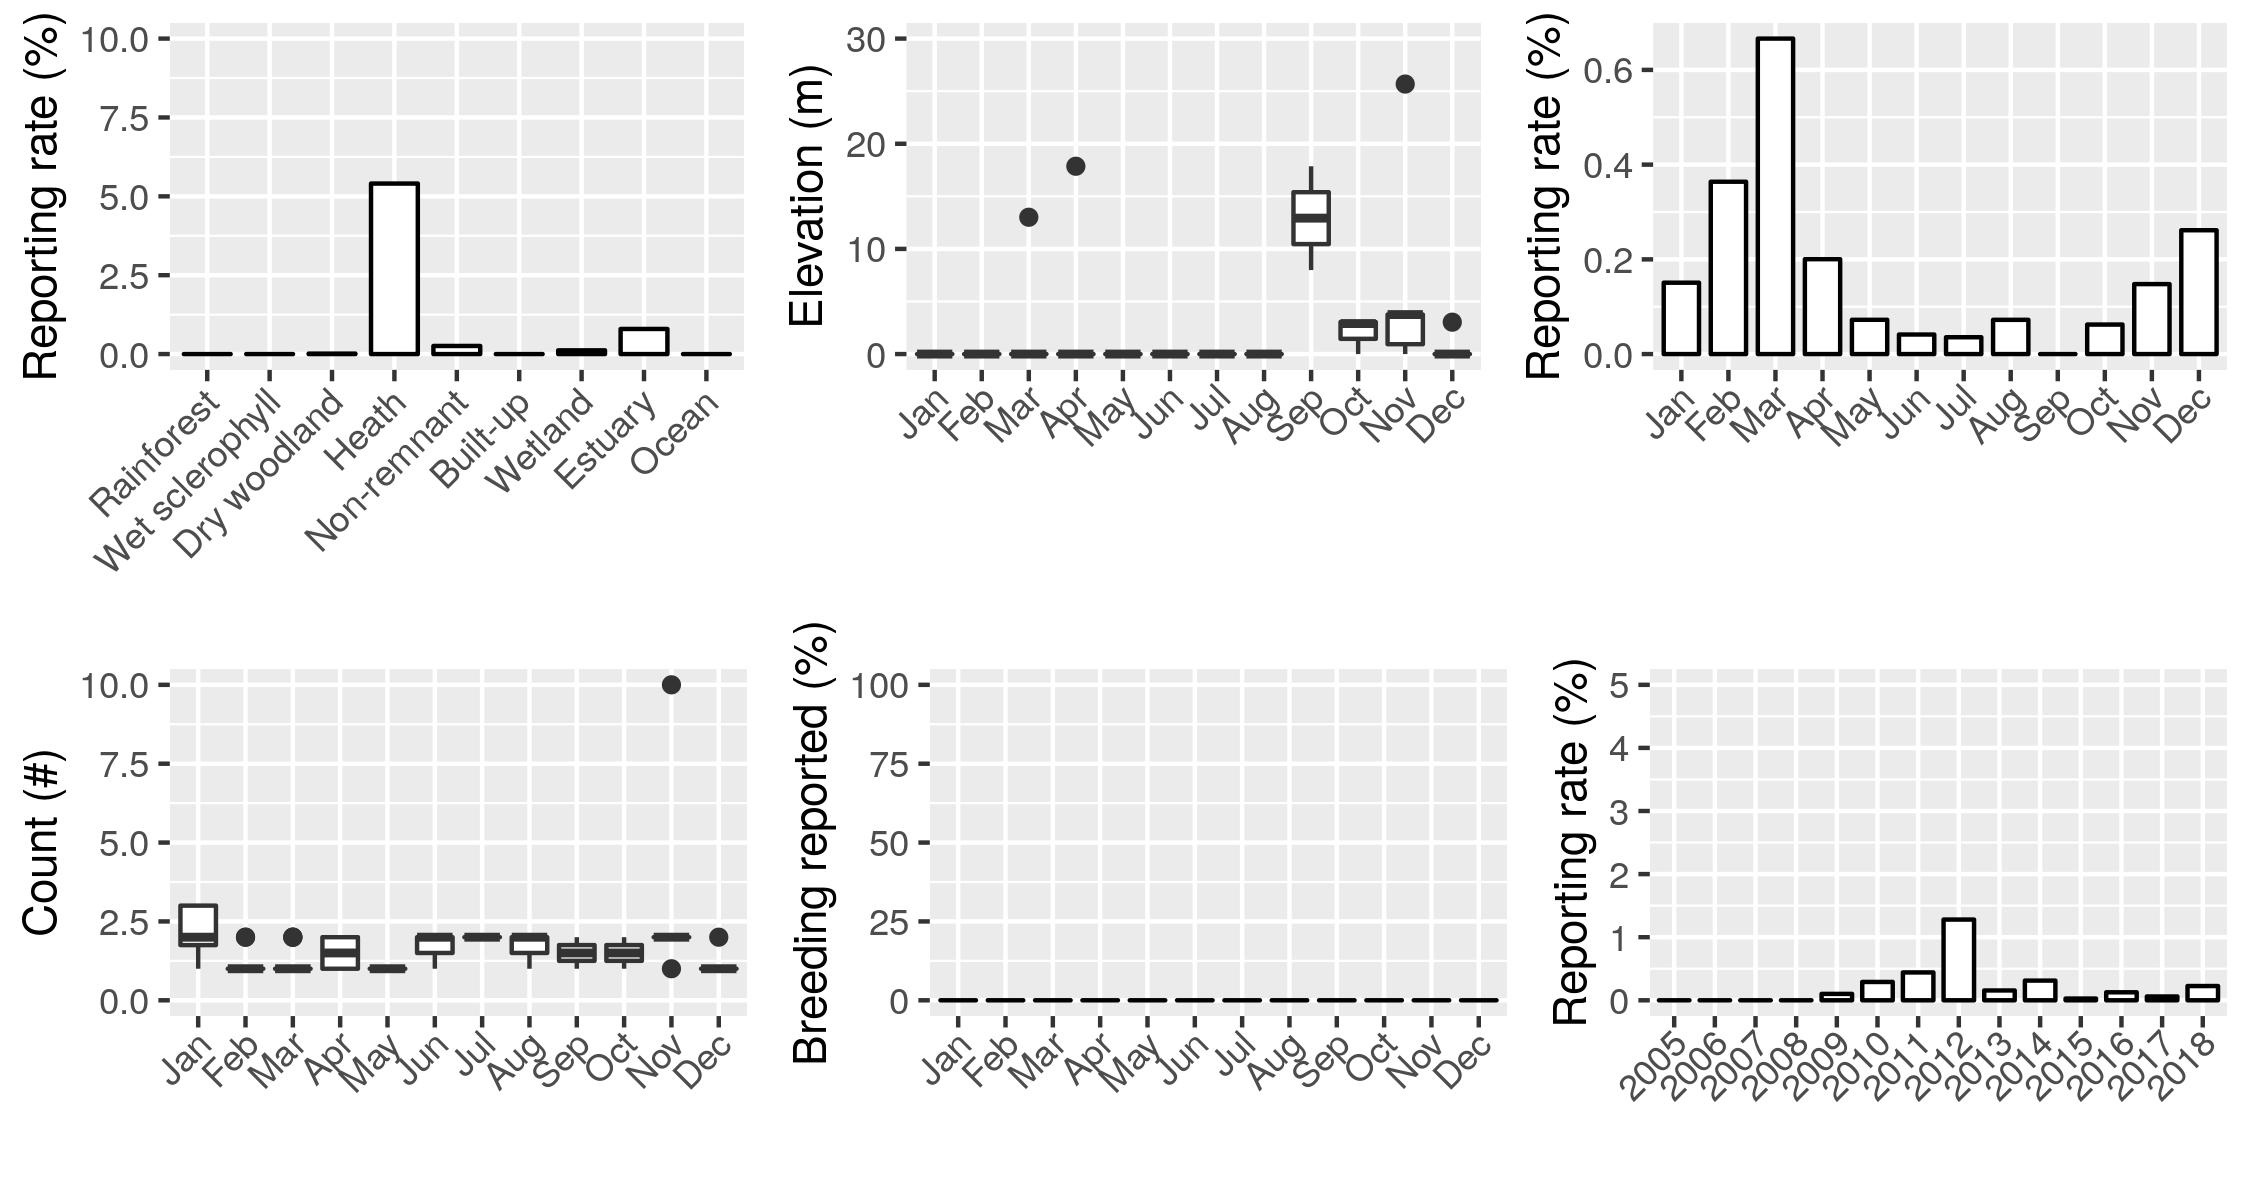 Reporting rate (%)
10.0
7.5
5.0
2.5
0.0
Rainforest
Wet sclerophyll
Dry woodland
Heath
Non-remnant
Built-up
Wetland
Estuary
Ocean
Elevation (m)
30
20
10
0
Jan
Feb
Mar
Apr
May
Jun
Jul
Aug
Sep
Oct
Nov
Dec
Reporting rate (%)
0.6
0.4
0.2
0.0
Jan
Feb
Mar
Apr
May
Jun
Jul
Aug
Sep
Oct
Nov
Dec
Count (#)
10.0
7.5
5.0
2.5
0.0
Jan
Feb
Mar
Apr
May
Jun
Jul
Aug
Sep
Oct
Nov
Dec
Breeding reported (%)
100
75
50
25
0
Jan
Feb
Mar
Apr
May
Jun
Jul
Aug
Sep
Oct
Nov
Dec
Reporting rate (%)
5
4
3
2
1
0
2005
2006
2007
2008
2009
2010
2011
2012
2013
2014
2015
2016
2017
2018